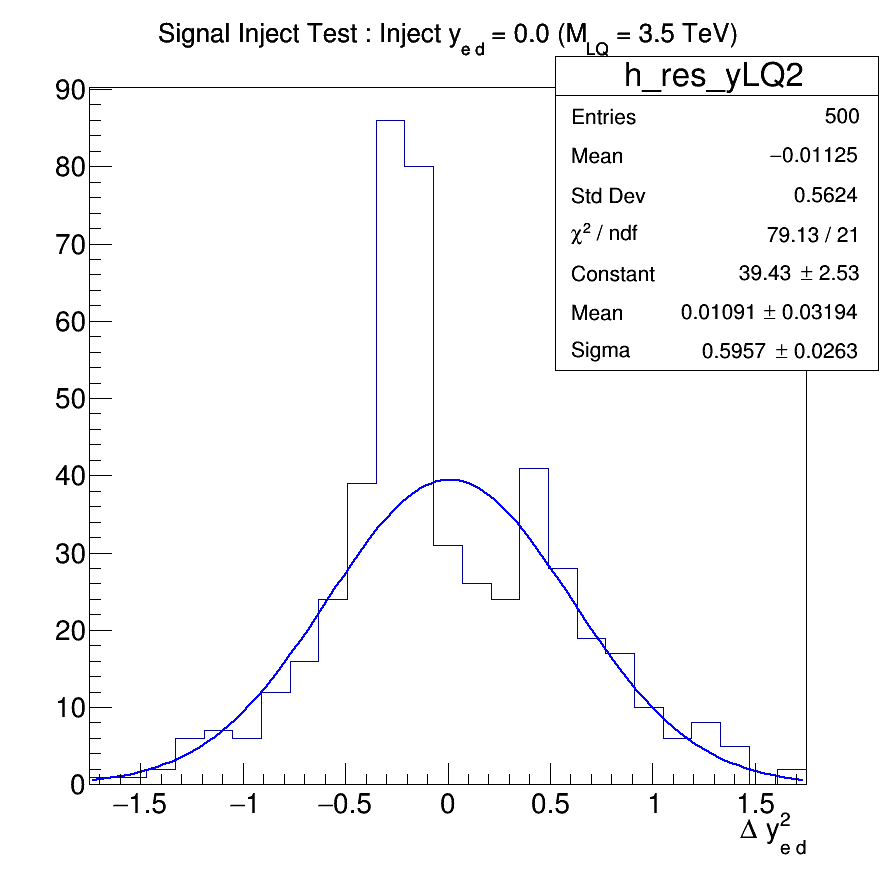 Signal Inject Test : Inject y_{e d} = 0.0 (M_{LQ} = 3.5 TeV)
h_res_yLQ2
Entries 500
Mean −0.01125
Std Dev 0.5624
χ² / ndf 79.13 / 21
Constant 39.43 ± 2.53
Mean 0.01091 ± 0.03194
Sigma 0.5957 ± 0.0263
90
80
70
60
50
40
30
20
10
0
−1.5 −1 −0.5 0 0.5 1 1.5
Δ y²_{e d}